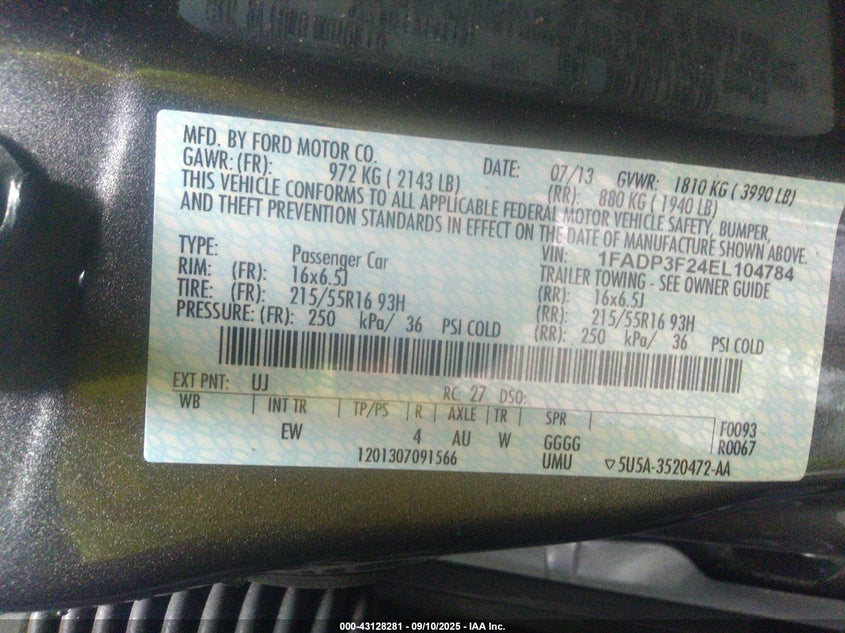 MFD. BY FORD MOTOR CO. DATE: 07/13 GVWR: 1810 KG ( 3990 LB)
GAWR: (FR): 972 KG ( 2143 LB) (RR): 880 KG ( 1940 LB)
THIS VEHICLE CONFORMS TO ALL APPLICABLE FEDERAL MOTOR VEHICLE SAFETY, BUMPER,
AND THEFT PREVENTION STANDARDS IN EFFECT ON THE DATE OF MANUFACTURE SHOWN ABOVE.
VIN: 1FADP3F24EL104784
TYPE: Passenger Car TRAILER TOWING - SEE OWNER GUIDE
RIM: (FR): 16x6.5J (RR): 16x6.5J
TIRE: (FR): 215/55R16 93H (RR): 215/55R16 93H
PRESSURE: (FR): 250 kPa/ 36 PSI COLD (RR): 250 kPa/ 36 PSI COLD
EXT PNT: UJ RC: 27 DSO:
WB INT TR TP/PS R AXLE TR SPR F0093
EW 4 AU W GGGG R0067
1201307091566 UMU ▽5U5A-3520472-AA
000-43128281 - 09/10/2025 - IAA Inc.